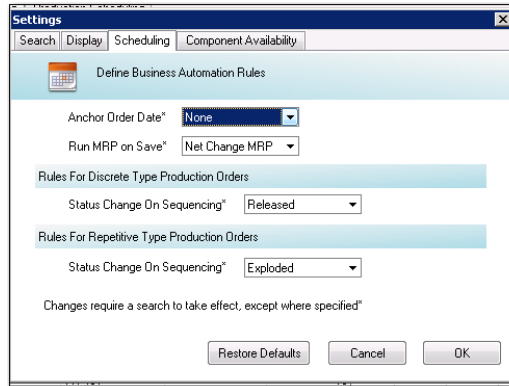 Settings
Search Display Scheduling Component Availability
Define Business Automation Rules
Anchor Order Date* None
Run MRP on Save* Net Change MRP
Rules For Discrete Type Production Orders
Status Change On Sequencing* Released
Rules For Repetitive Type Production Orders
Status Change On Sequencing* Exploded
Changes require a search to take effect, except where specified*
Restore Defaults Cancel OK